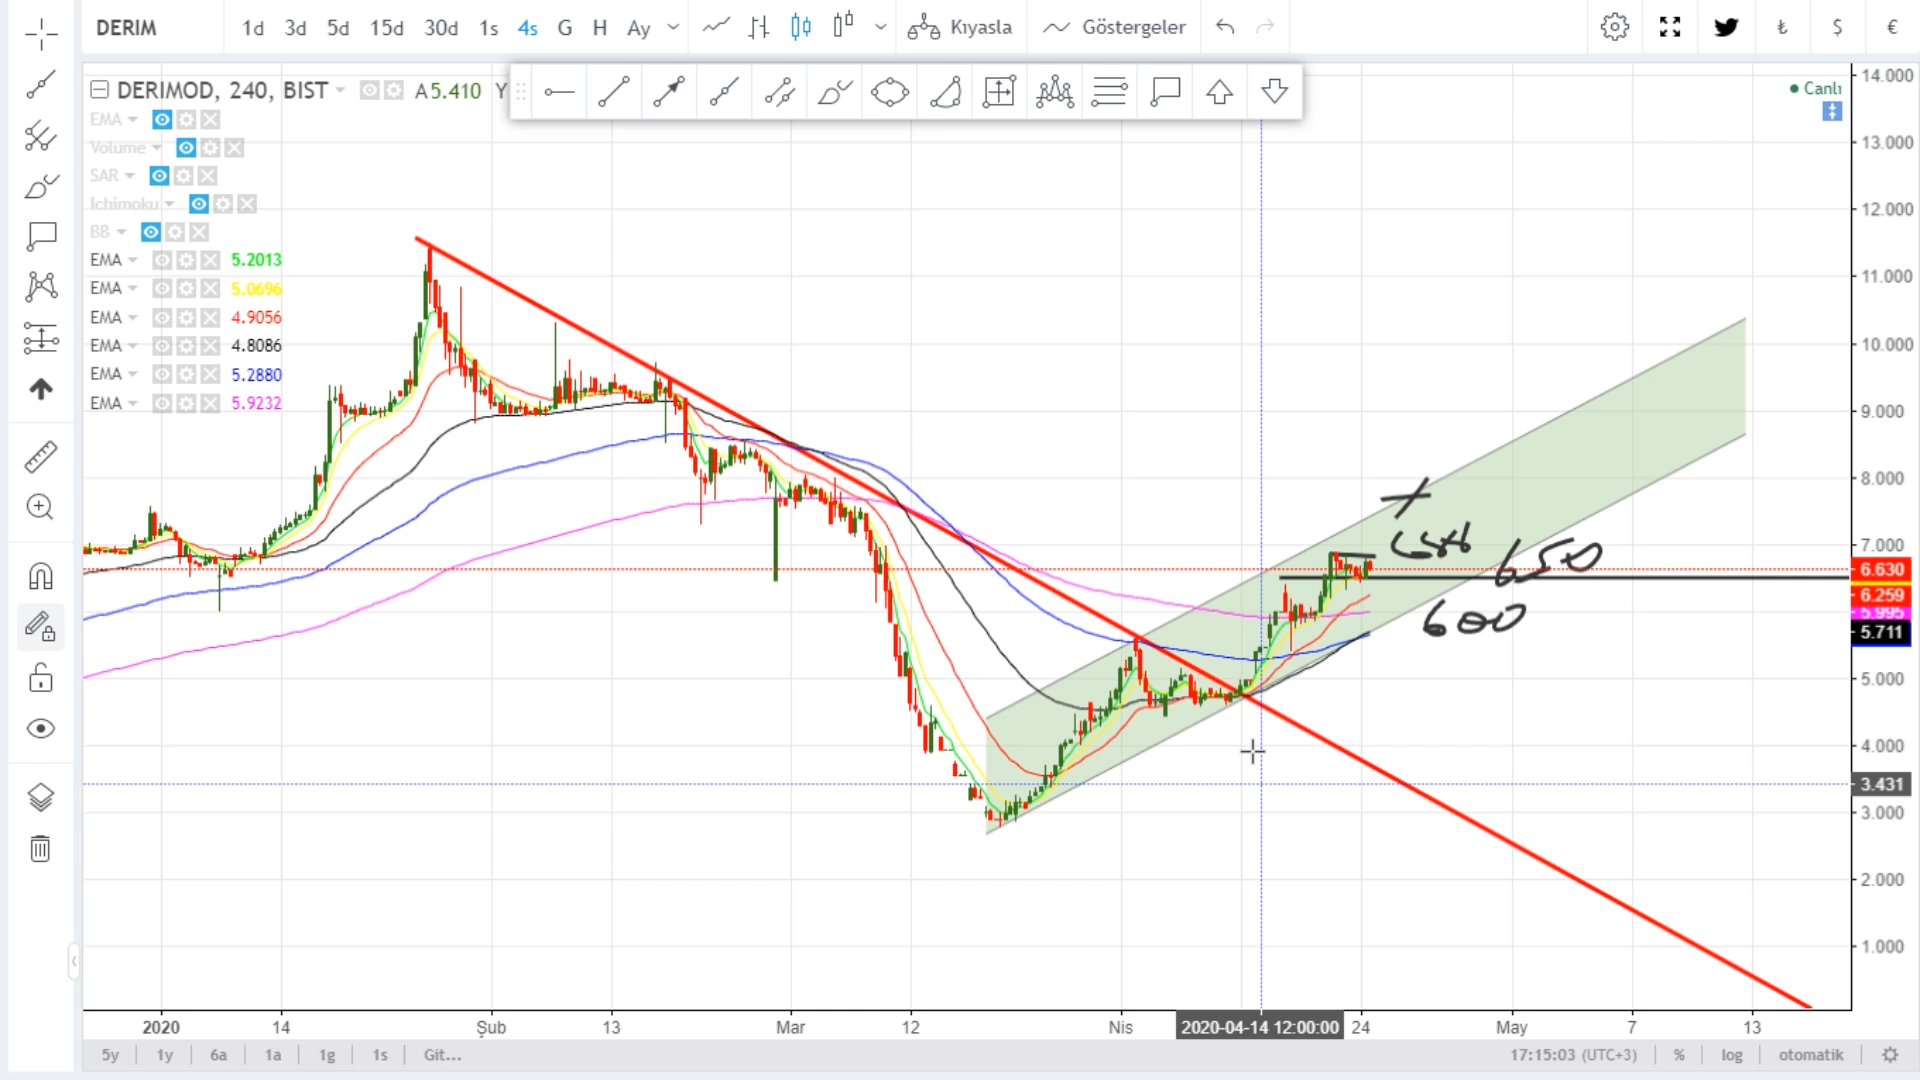 DERIM 1d 3d 5d 15d 30d 1s 4s G H Ay Kıyasla Göstergeler ₺ $ €
DERIMOD, 240, BIST A5.410 Y
Canlı
EMA
Volume
SAR
Ichimoku
BB
EMA 5.2013
EMA 5.0696
EMA 4.9056
EMA 4.8086
EMA 5.2880
EMA 5.9232
14.000
13.000
12.000
11.000
10.000
9.000
8.000
7.000
6.630
6.259
5.995
5.711
5.000
4.000
3.431
3.000
2.000
1.000
650
600
2020 14 Şub 13 Mar 12 Nis 2020-04-14 12:00:00 24 May 7 13
5y 1y 6a 1a 1g 1s Git... 17:15:03 (UTC+3) % log otomatik